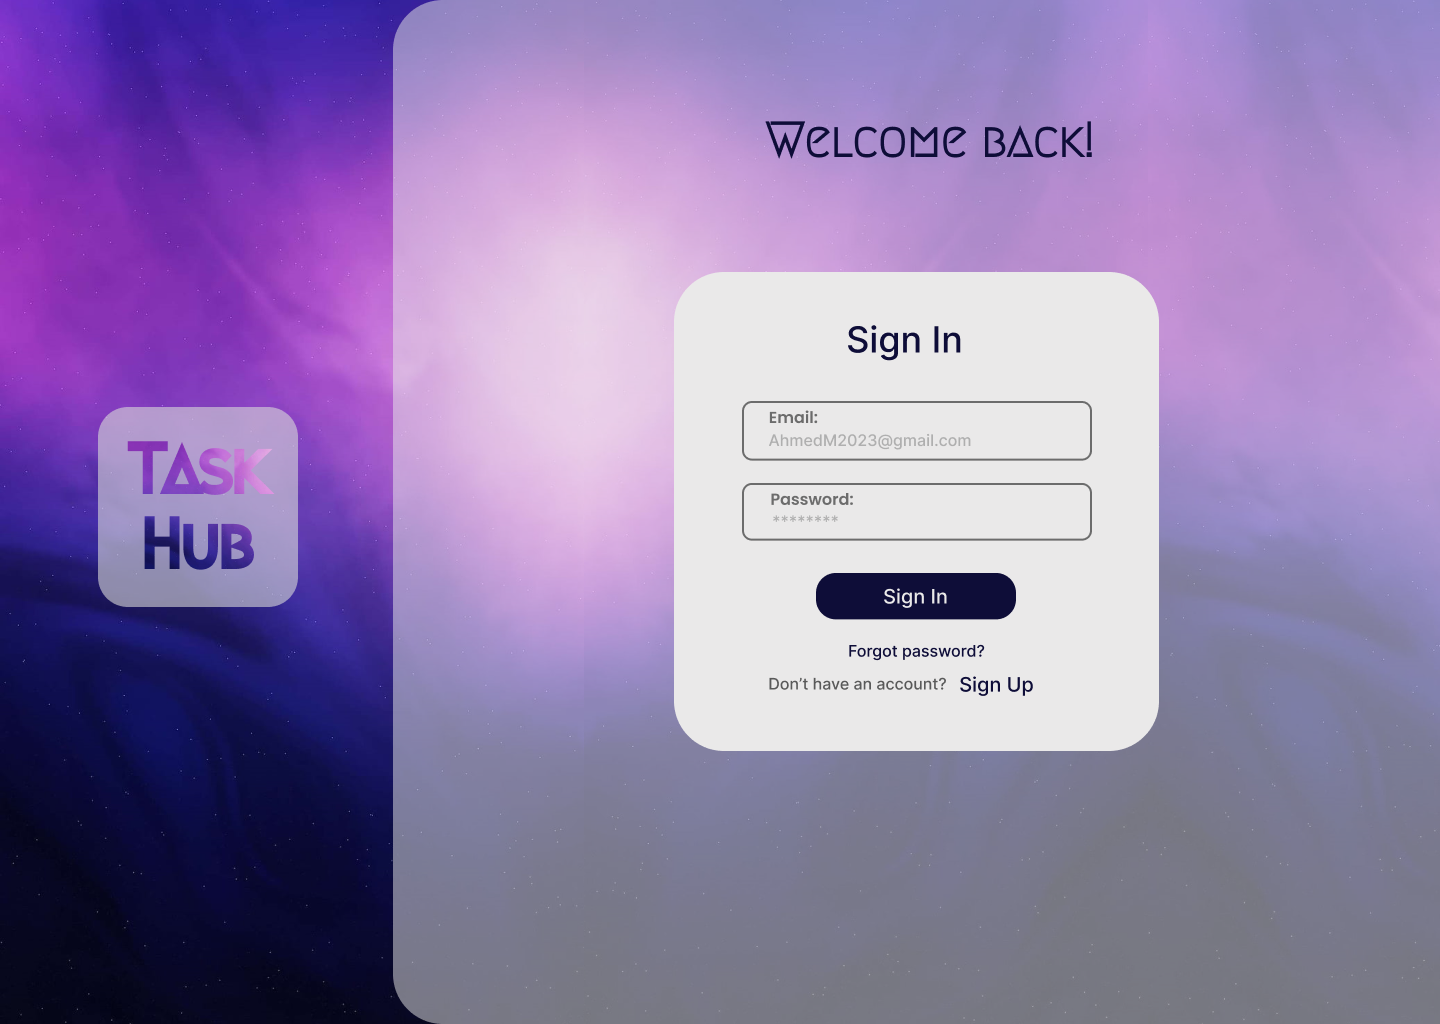 TASK
HUB
WELCOME BACK!
Sign In
Email:
AhmedM2023@gmail.com
Password:
********
Sign In
Forgot password?
Don’t have an account? Sign Up